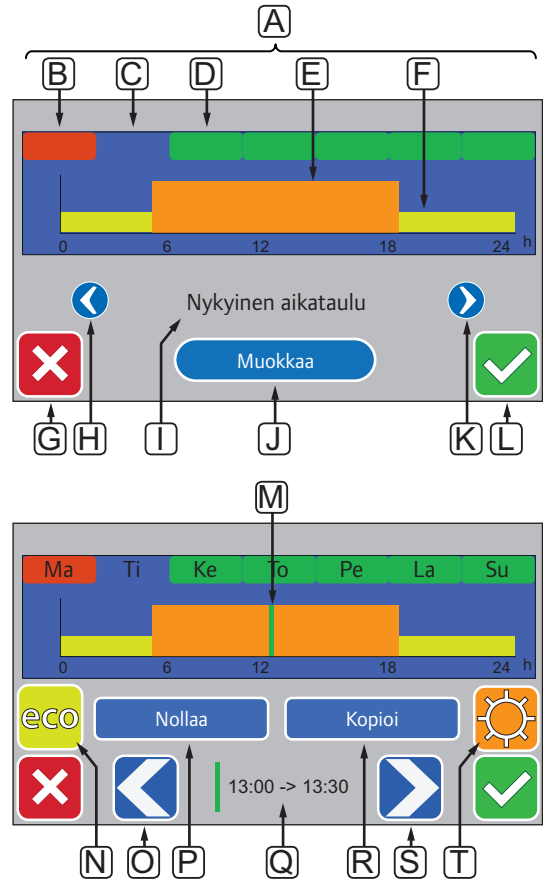 A
B C D E F
0 6 12 18 24 h
Nykyinen aikataulu
Muokkaa
G H I J K L
M
Ma Ti Ke To Pe La Su
0 6 12 18 24 h
eco Nollaa Kopioi
13:00 -> 13:30
N O P Q R S T